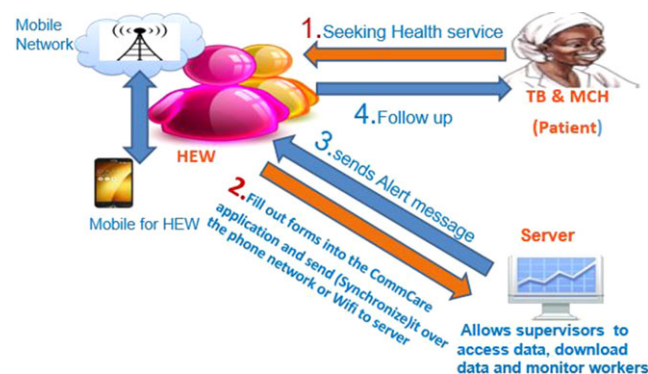 Mobile
Network
1.Seeking Health service
TB & MCH
(Patient)
4.Follow up
HEW
3.sends Alert message
Mobile for HEW
2.Fill out forms into the CommCare
application and send (Synchronize)it over
the phone network or Wifi to server
Server
Allows supervisors to
access data, download
data and monitor workers